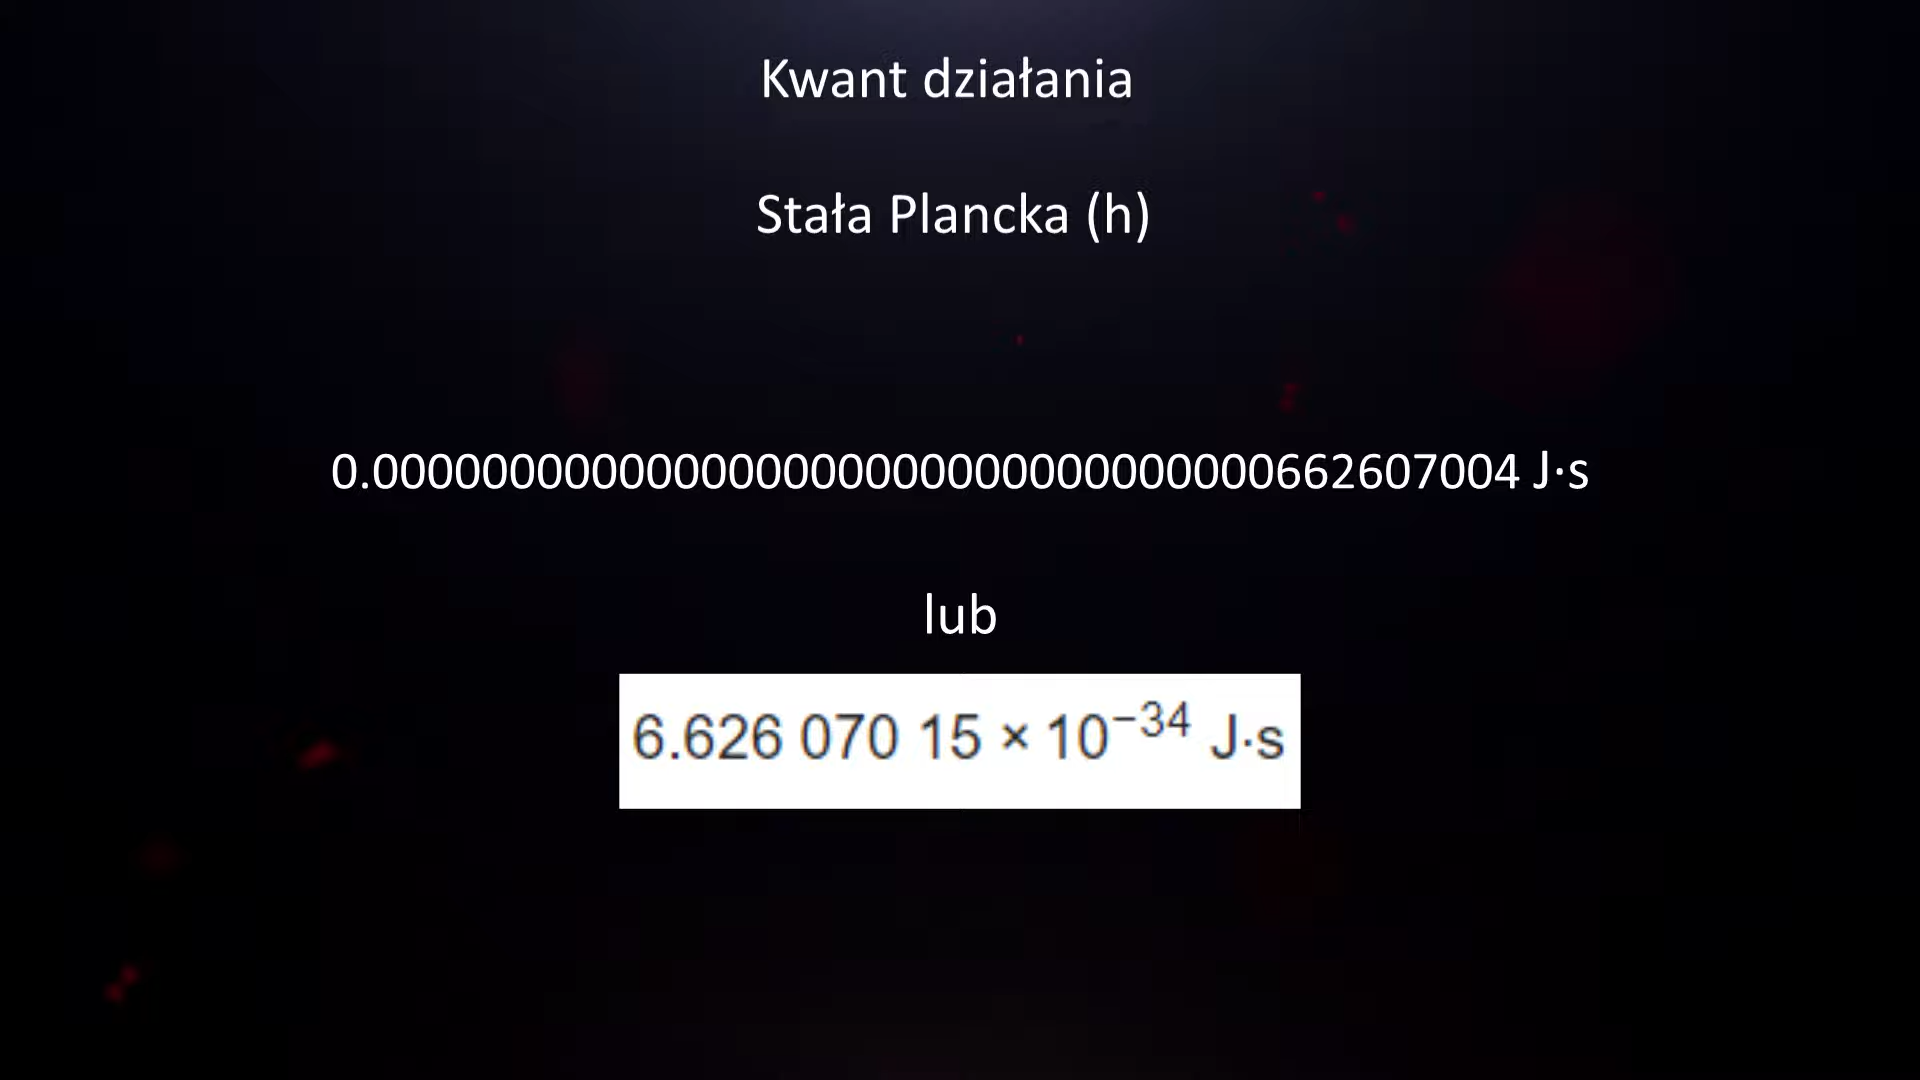 Kwant działania
Stała Plancka (h)
0.000000000000000000000000000000000662607004 J·s
lub
6.626 070 15 × 10⁻³⁴ J·s